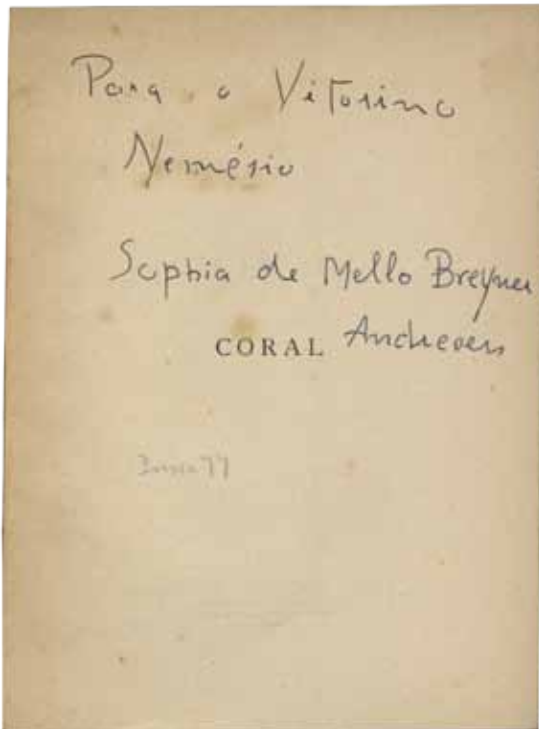 Para o Vitorino
Nemésio
Sophia de Mello Breyner
Andresen
CORAL